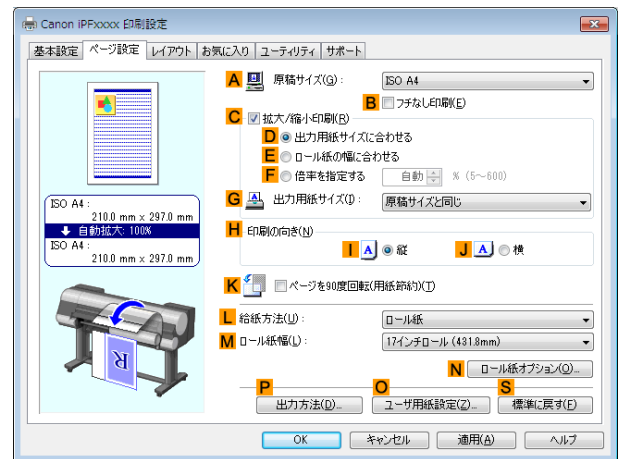 Canon iPFxxxx 印刷設定
基本設定 ページ設定 レイアウト お気に入り ユーティリティ サポート
A 原稿サイズ(G): ISO A4
B フチなし印刷(E)
C 拡大/縮小印刷(R)
D 出力用紙サイズに合わせる
E ロール紙の幅に合わせる
F 倍率を指定する 自動 % (5～600)
G A 出力用紙サイズ(I): 原稿サイズと同じ
H 印刷の向き(N)
I A 縦 J A 横
K ページを90度回転(用紙節約)(T)
L 給紙方法(U): ロール紙
M ロール紙幅(L): 17インチロール (431.8mm)
N ロール紙オプション(O)...
P O S
出力方法(D)... ユーザ用紙設定(Z)... 標準に戻す(F)
ISO A4 :
210.0 mm x 297.0 mm
自動拡大: 100%
ISO A4 :
210.0 mm x 297.0 mm
R
OK キャンセル 適用(A) ヘルプ